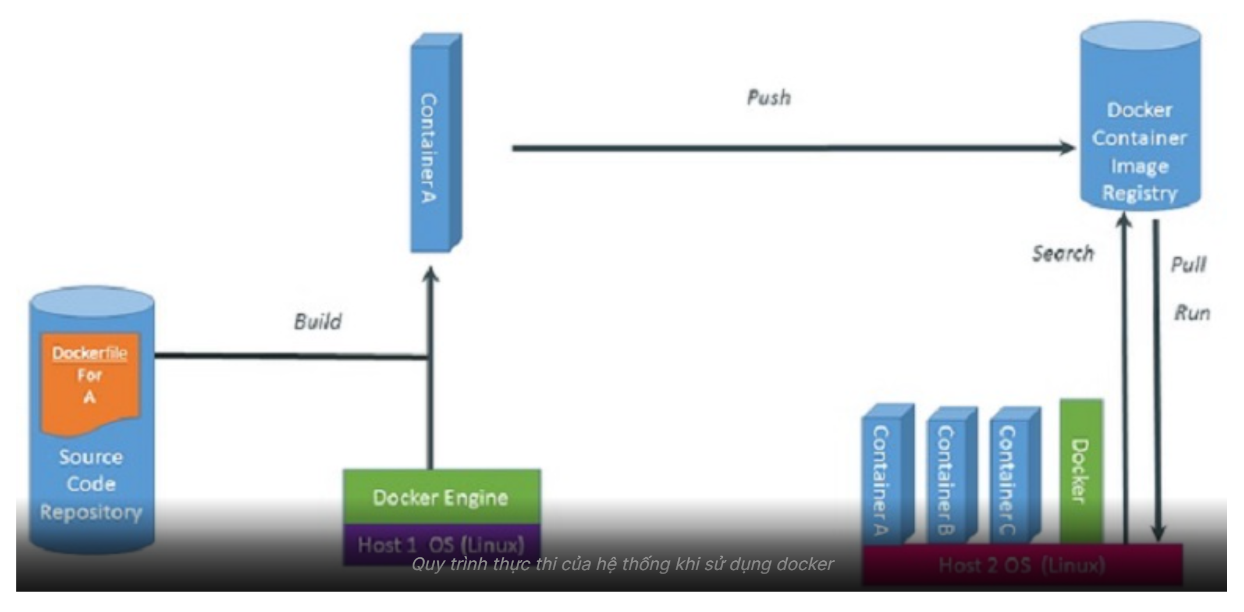 Container A
Push
Docker
Container
Image
Registry
Search
Pull
Run
Build
Dockerfile
For
A
Source
Code
Repository
Docker Engine
Host 1 OS (Linux)
Container A
Container B
Container C
Docker
Host 2 OS (Linux)
Quy trình thực thi của hệ thống khi sử dụng docker